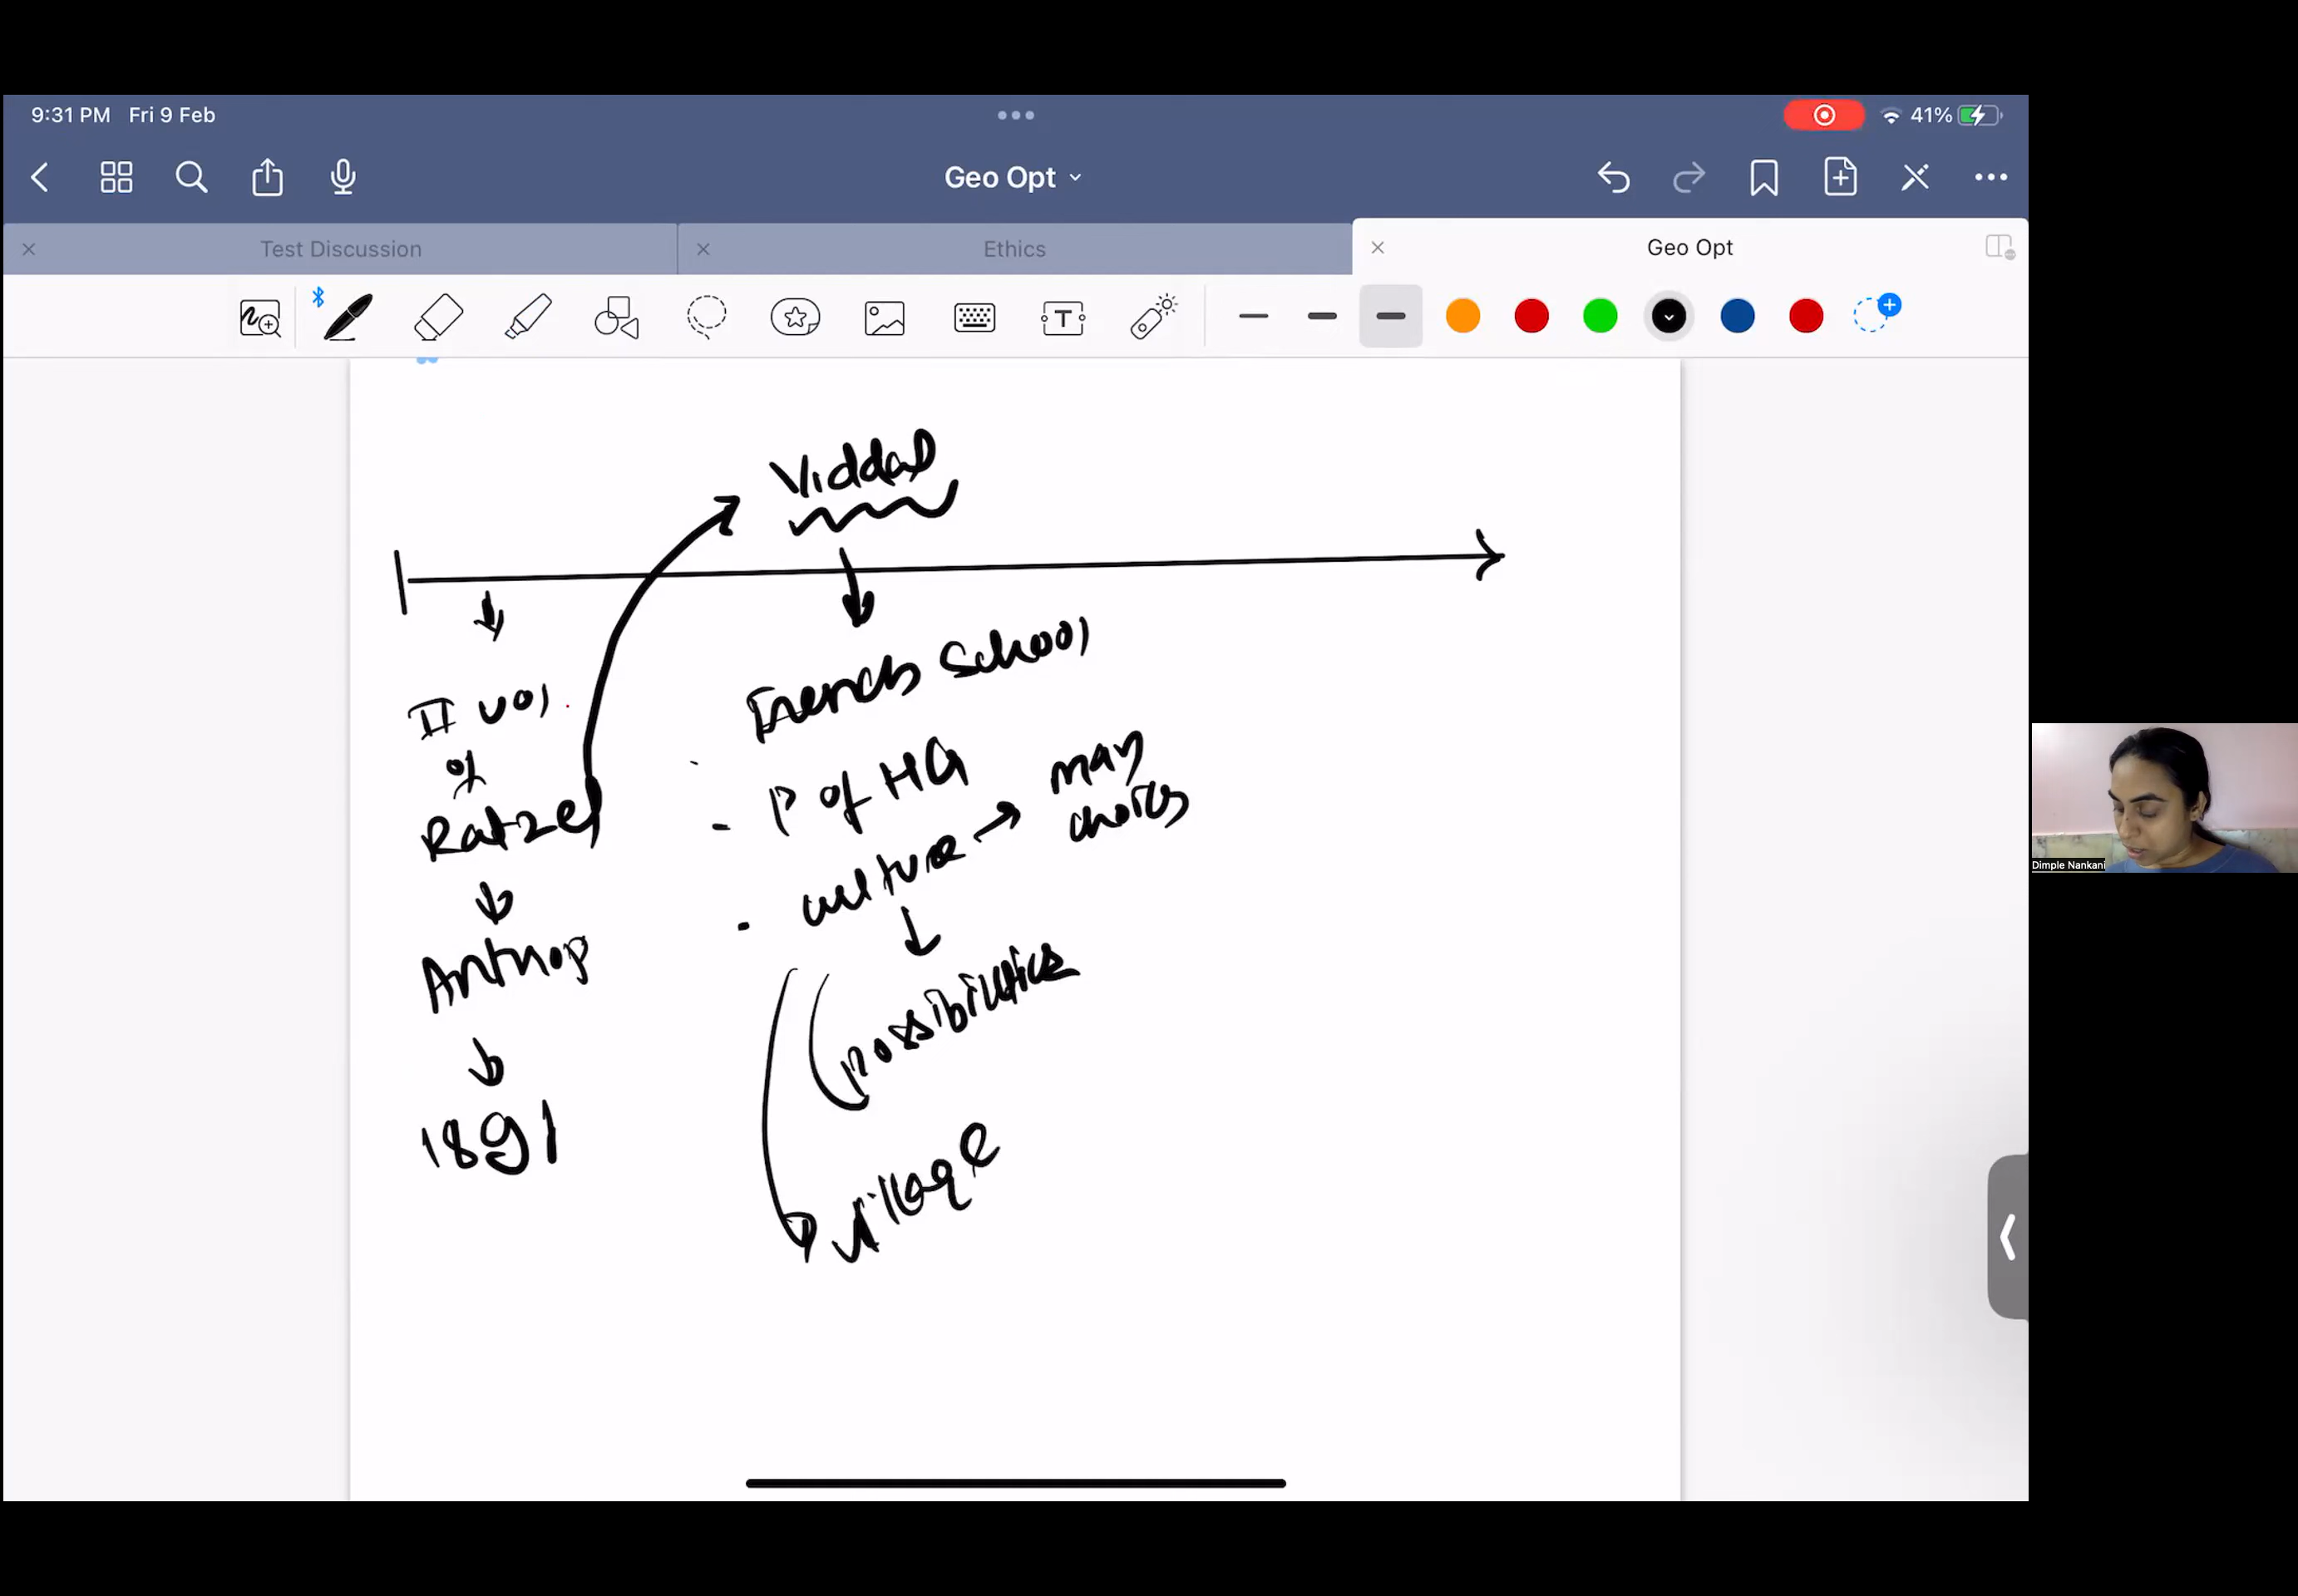 9:31 PM Fri 9 Feb
41%
Geo Opt
Test Discussion
Ethics
Geo Opt
T
Viddal
II vol
of
Ratzel
Anthrop
1891
French School
- P of HG
- culture → many
choices
possibilities
village
Dimple Nankani